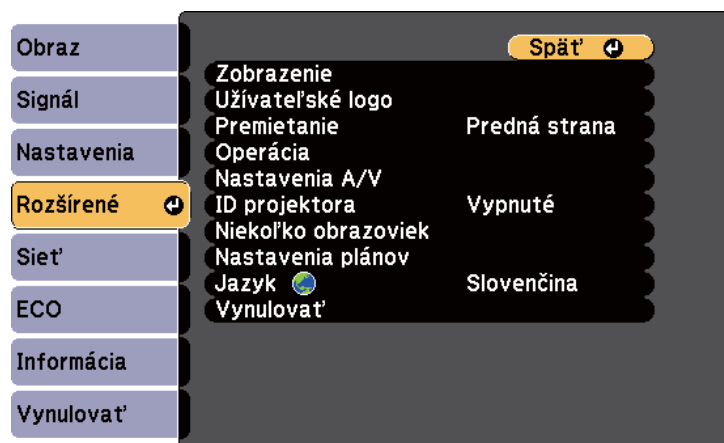 Obraz
Signál
Nastavenia
Rozšírené
Sieť
ECO
Informácia
Vynulovať
Späť
Zobrazenie
Užívateľské logo
Premietanie Predná strana
Operácia
Nastavenia A/V
ID projektora Vypnuté
Niekoľko obrazoviek
Nastavenia plánov
Jazyk Slovenčina
Vynulovať